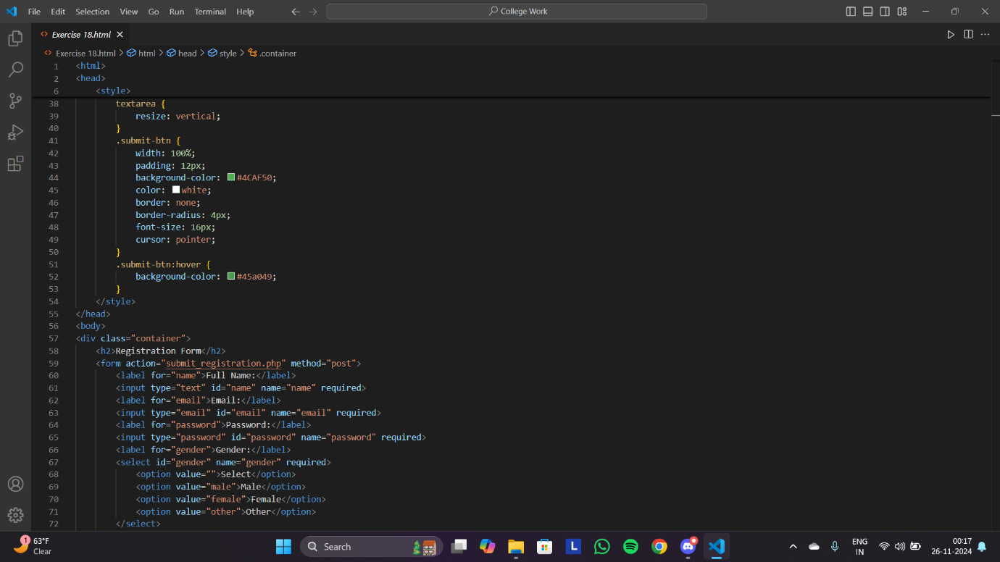 File Edit Selection View Go Run Terminal Help
College Work
Exercise 18.html
Exercise 18.html > html > head > style > .container
1 <html>
2 <head>
6 <style>
38 textarea {
39 resize: vertical;
40 }
41 .submit-btn {
42 width: 100%;
43 padding: 12px;
44 background-color: #4CAF50;
45 color: white;
46 border: none;
47 border-radius: 4px;
48 font-size: 16px;
49 cursor: pointer;
50 }
51 .submit-btn:hover {
52 background-color: #45a049;
53 }
54 </style>
55 </head>
56 <body>
57 <div class="container">
58 <h2>Registration Form</h2>
59 <form action="submit_registration.php" method="post">
60 <label for="name">Full Name:</label>
61 <input type="text" id="name" name="name" required>
62 <label for="email">Email:</label>
63 <input type="email" id="email" name="email" required>
64 <label for="password">Password:</label>
65 <input type="password" id="password" name="password" required>
66 <label for="gender">Gender:</label>
67 <select id="gender" name="gender" required>
68 <option value="">Select</option>
69 <option value="male">Male</option>
70 <option value="female">Female</option>
71 <option value="other">Other</option>
72 </select>
1
63°F
Clear
Search
L
ENG
IN
00:17
26-11-2024